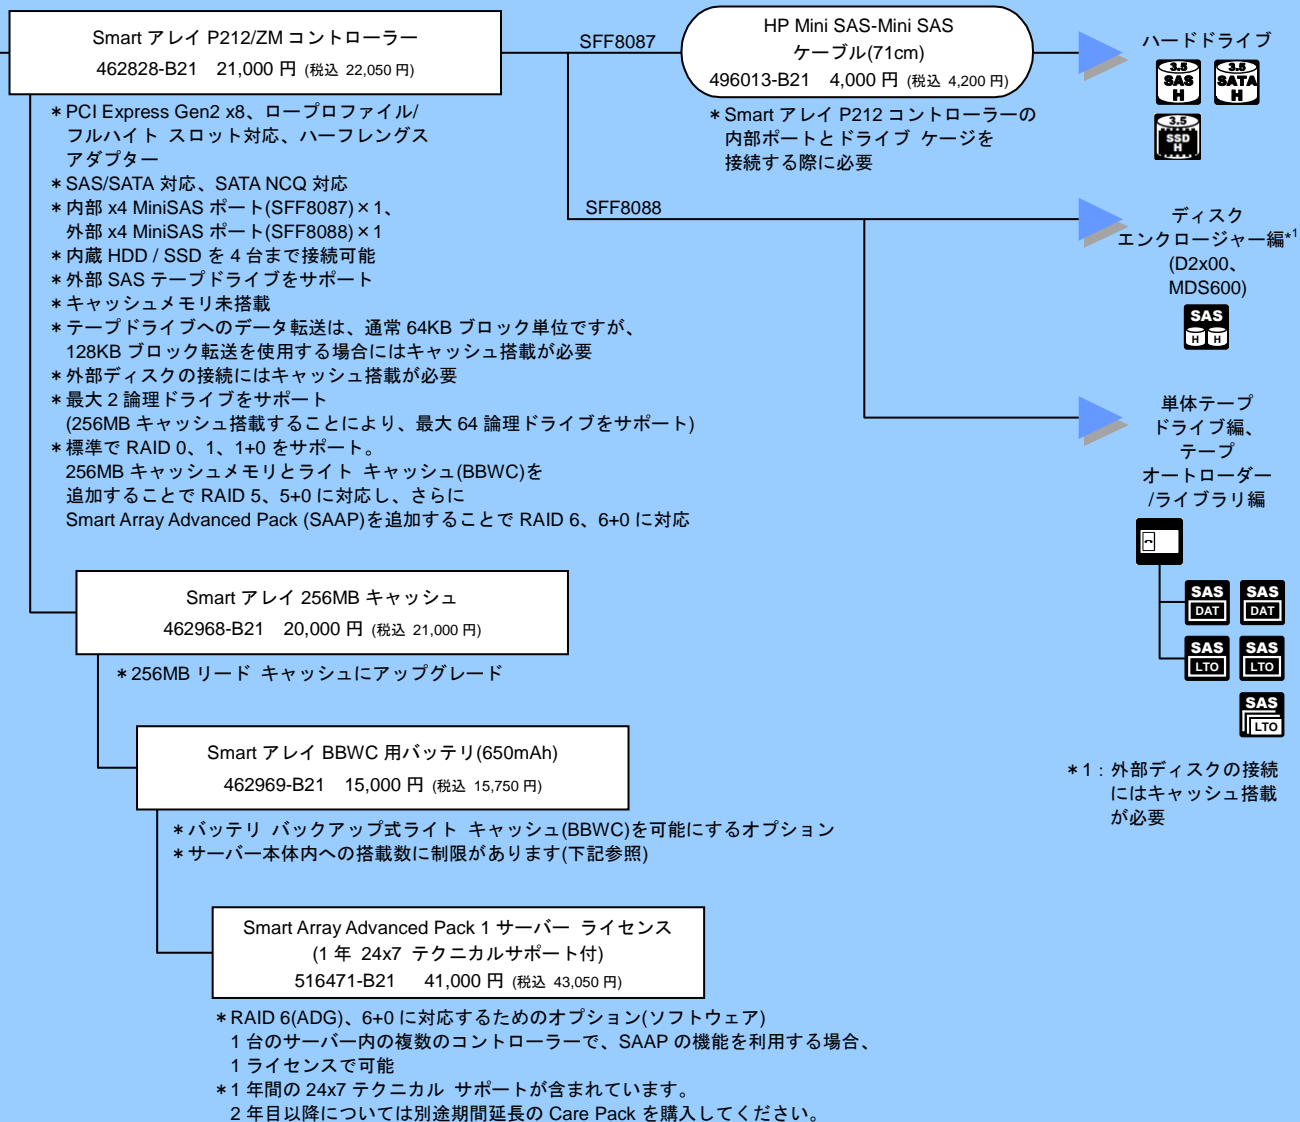 Smart アレイ P212/ZM コントローラー
462828-B21 21,000 円 (税込 22,050 円)
*PCI Express Gen2 x8、ロープロファイル/
フルハイト スロット対応、ハーフレングス
アダプター
*SAS/SATA 対応、SATA NCQ 対応
*内部 x4 MiniSAS ポート(SFF8087)×1、
外部 x4 MiniSAS ポート(SFF8088)×1
*内蔵 HDD / SSD を 4 台まで接続可能
*外部 SAS テープドライブをサポート
*キャッシュメモリ未搭載
*テープドライブへのデータ転送は、通常 64KB ブロック単位ですが、
128KB ブロック転送を使用する場合にはキャッシュ搭載が必要
*外部ディスクの接続にはキャッシュ搭載が必要
*最大 2 論理ドライブをサポート
(256MB キャッシュ搭載することにより、最大 64 論理ドライブをサポート)
*標準で RAID 0、1、1+0 をサポート。
256MB キャッシュメモリとライト キャッシュ(BBWC)を
追加することで RAID 5、5+0 に対応し、さらに
Smart Array Advanced Pack (SAAP)を追加することで RAID 6、6+0 に対応
SFF8087
HP Mini SAS-Mini SAS
ケーブル(71cm)
496013-B21 4,000 円 (税込 4,200 円)
*Smart アレイ P212 コントローラーの
内部ポートとドライブ ケージを
接続する際に必要
ハードドライブ
3.5
SAS
H
3.5
SATA
H
3.5
SSD
H
SFF8088
ディスク
エンクロージャー編*1
(D2x00、
MDS600)
SAS
H H
単体テープ
ドライブ編、
テープ
オートローダー
/ライブラリ編
SAS
DAT
SAS
DAT
SAS
LTO
SAS
LTO
SAS
LTO
*1：外部ディスクの接続
にはキャッシュ搭載
が必要
Smart アレイ 256MB キャッシュ
462968-B21 20,000 円 (税込 21,000 円)
*256MB リード キャッシュにアップグレード
Smart アレイ BBWC 用バッテリ(650mAh)
462969-B21 15,000 円 (税込 15,750 円)
*バッテリ バックアップ式ライト キャッシュ(BBWC)を可能にするオプション
*サーバー本体内への搭載数に制限があります(下記参照)
Smart Array Advanced Pack 1 サーバー ライセンス
(1 年 24x7 テクニカルサポート付)
516471-B21 41,000 円 (税込 43,050 円)
*RAID 6(ADG)、6+0 に対応するためのオプション(ソフトウェア)
1 台のサーバー内の複数のコントローラーで、SAAP の機能を利用する場合、
1 ライセンスで可能
*1 年間の 24x7 テクニカル サポートが含まれています。
2 年目以降については別途期間延長の Care Pack を購入してください。